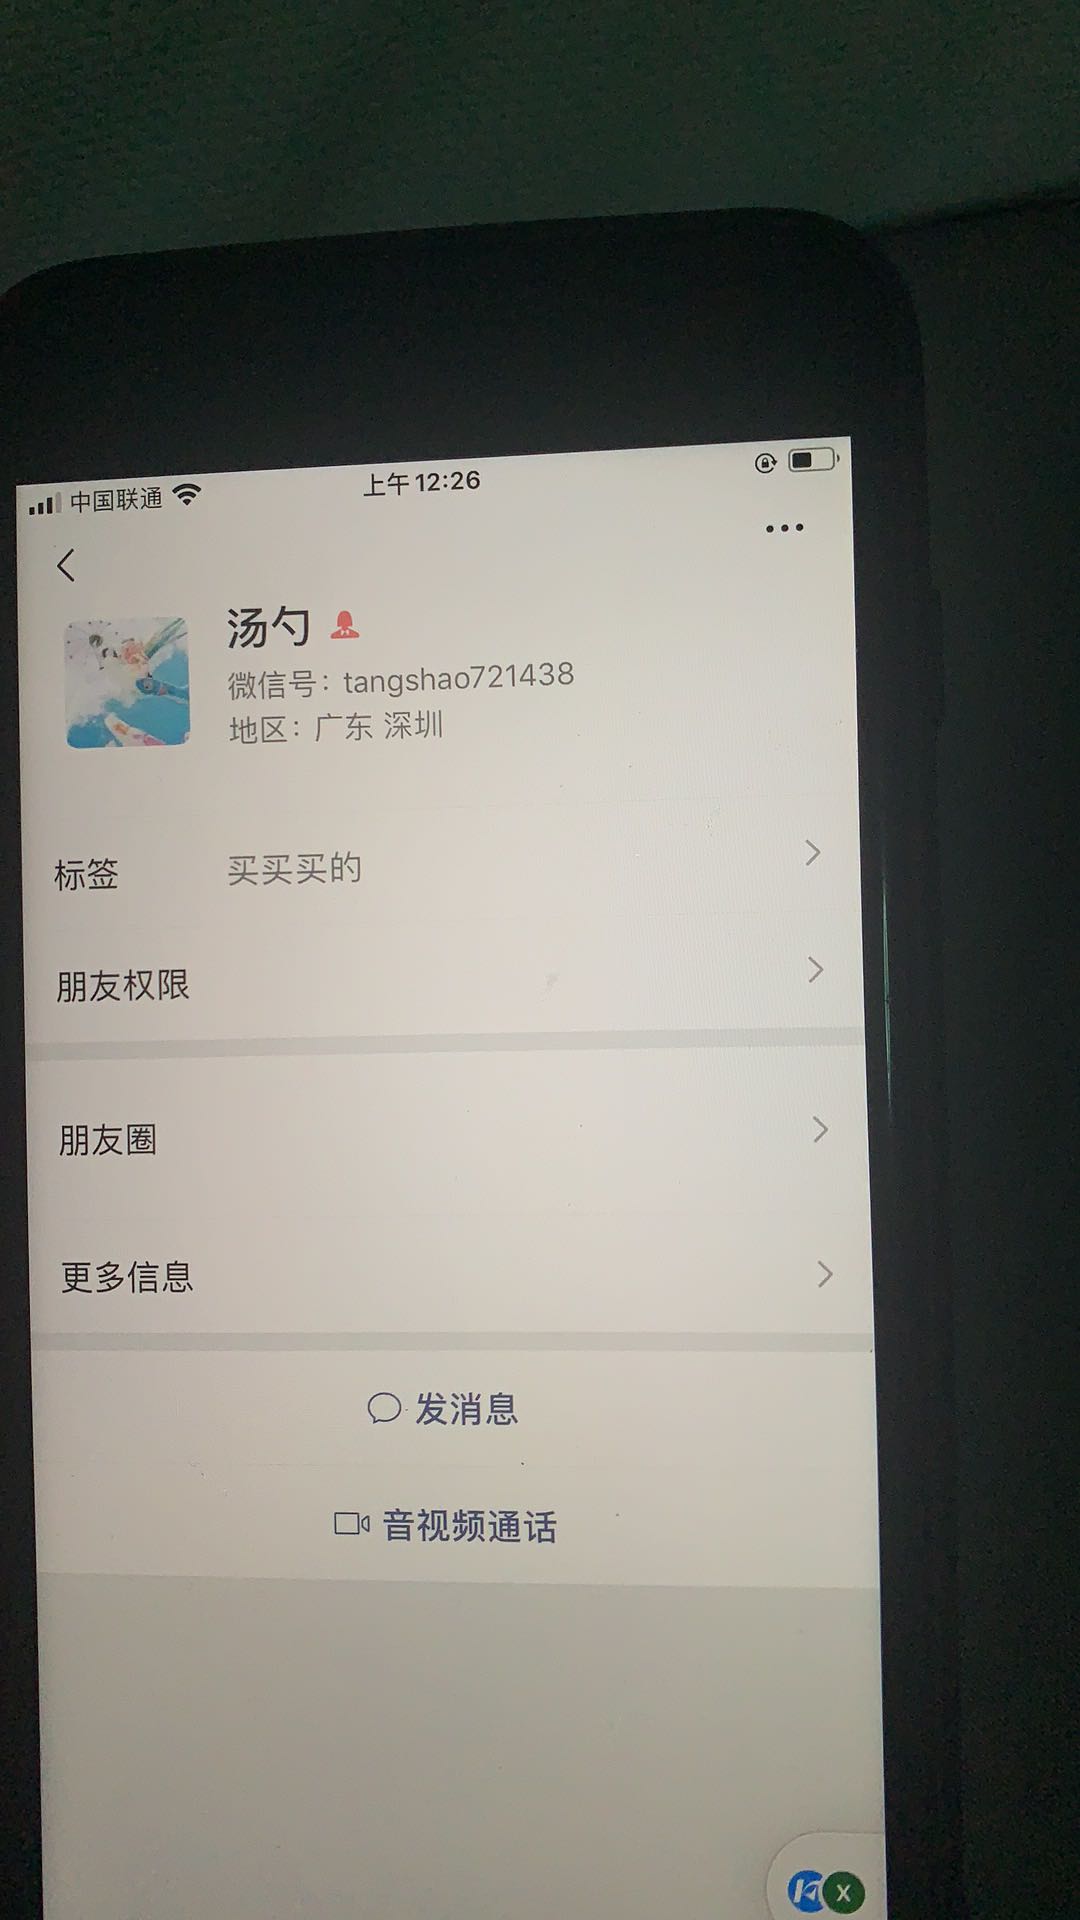 中国联通
上午12:26
汤勺
微信号：tangshao721438
地区：广东 深圳
标签 买买买的
朋友权限
朋友圈
更多信息
发消息
音视频通话
X